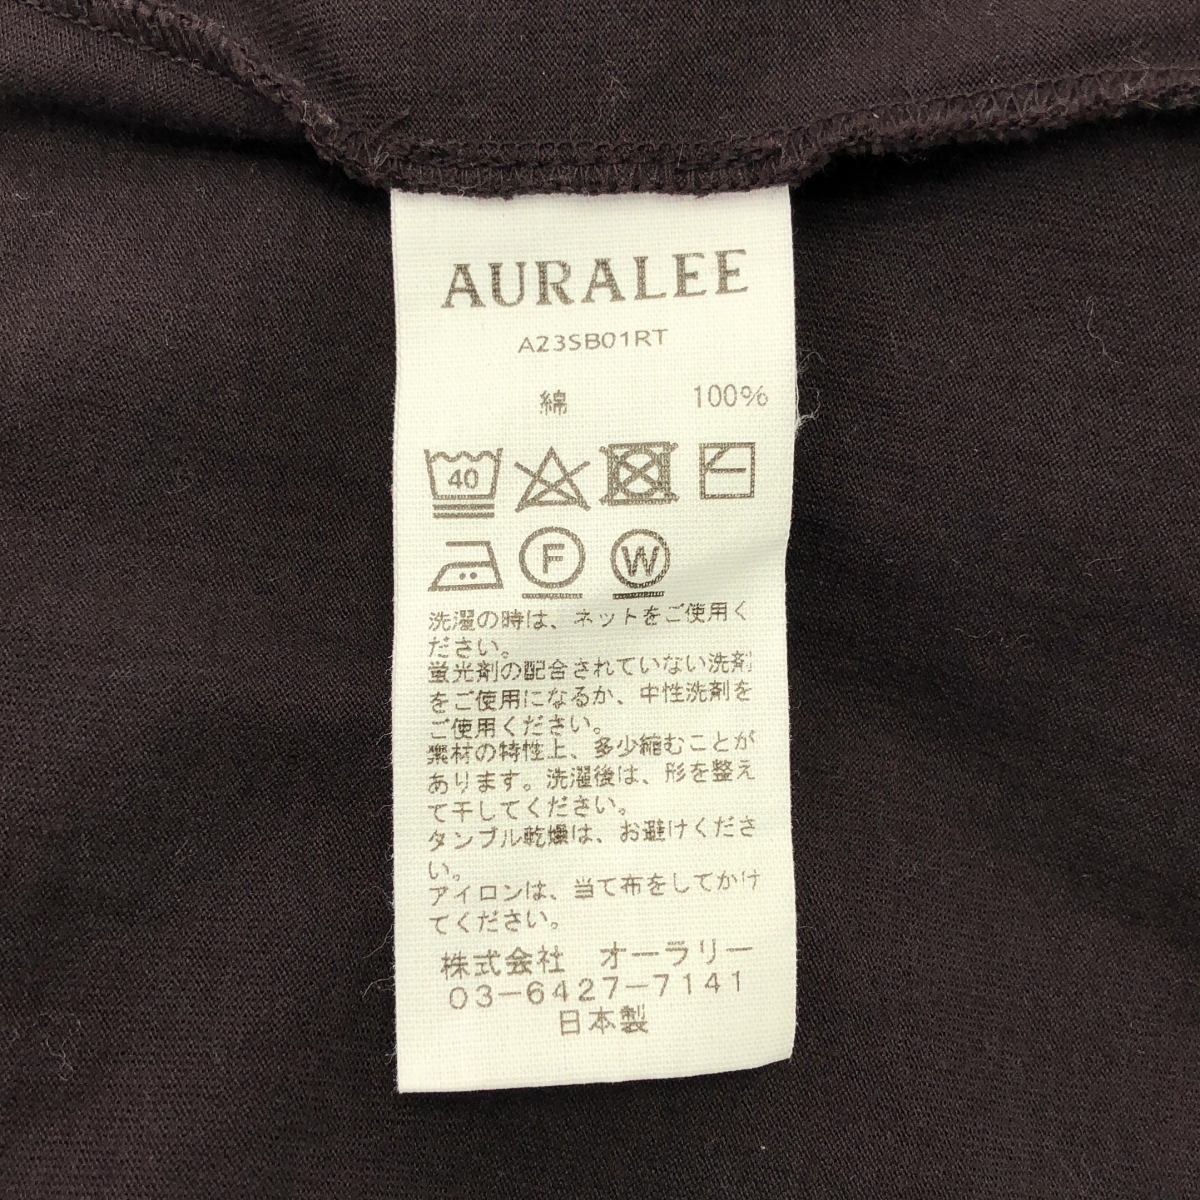 AURALEE
A23SB01RT
綿 100%
40
F W
洗濯の時は、ネットをご使用く
ださい。
蛍光剤の配合されていない洗剤
をご使用になるか、中性洗剤を
ご使用ください。
素材の特性上、多少縮むことが
あります。洗濯後は、形を整え
て干してください。
タンブル乾燥は、お避けくださ
い。
アイロンは、当て布をしてかけ
てください。
株式会社 オーラリー
03-6427-7141
日本製